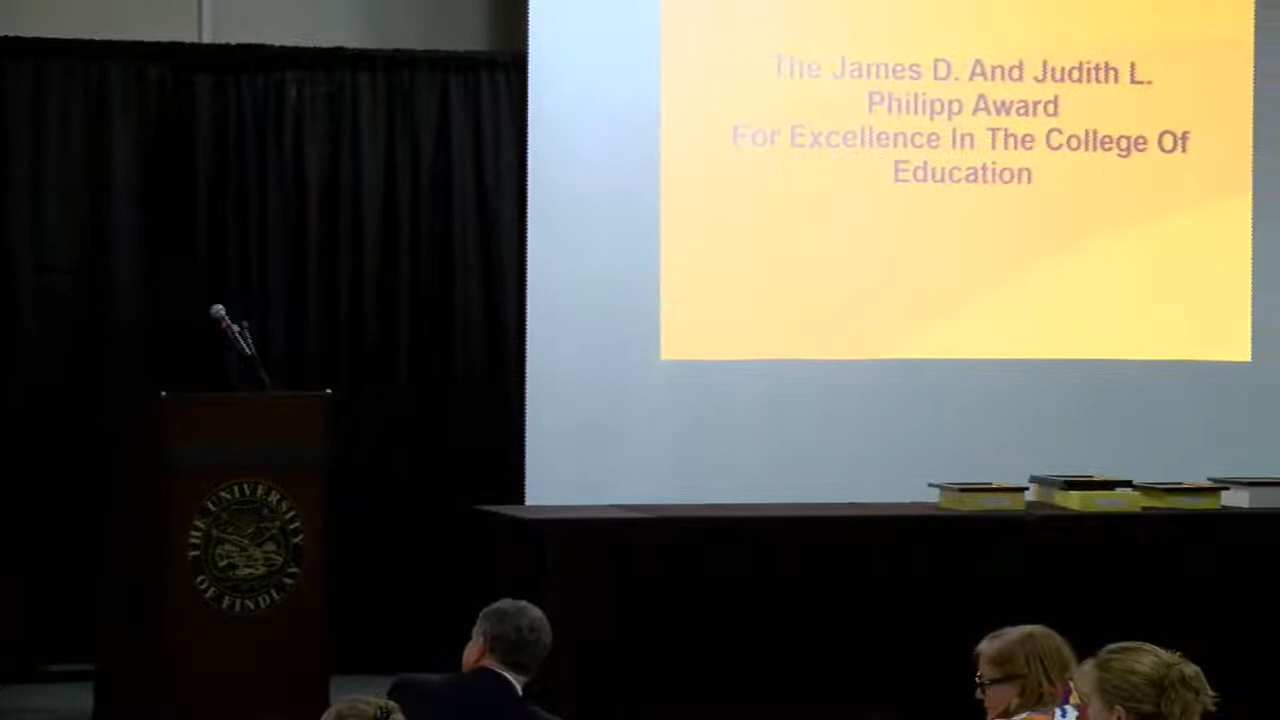 The James D. And Judith L.
Philipp Award
For Excellence In The College Of
Education
THE UNIVERSITY
OF FINDLAY